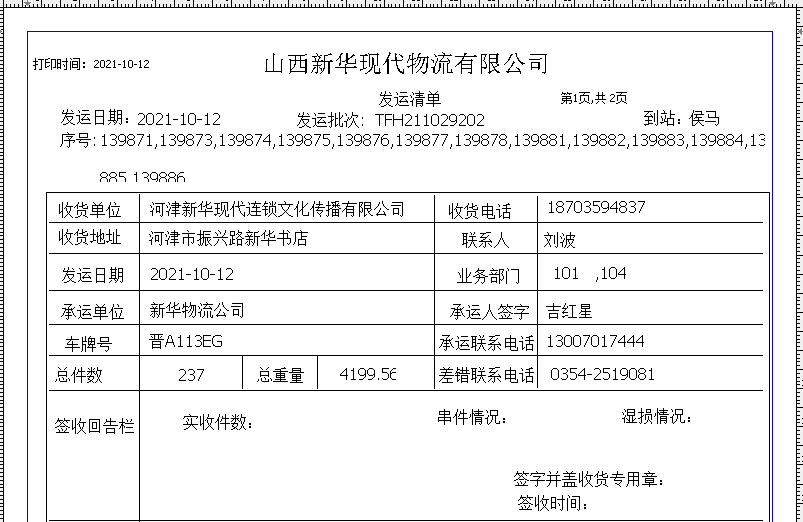 山西新华现代物流有限公司
打印时间：2021-10-12
发运清单
第1页,共 2页
发运日期：2021-10-12 发运批次：TFH211029202 到站：侯马
序号：139871,139873,139874,139875,139876,139877,139878,139881,139882,139883,139884,13
885,139886
收货单位 河津新华现代连锁文化传播有限公司 收货电话 18703594837
收货地址 河津市振兴路新华书店 联系人 刘波
发运日期 2021-10-12 业务部门 101 ,104
承运单位 新华物流公司 承运人签字 吉红星
车牌号 晋A113EG 承运联系电话 13007017444
总件数 237 总重量 4199.56 差错联系电话 0354-2519081
签收回告栏 实收件数： 串件情况： 湿损情况：
签字并盖收货专用章：
签收时间：